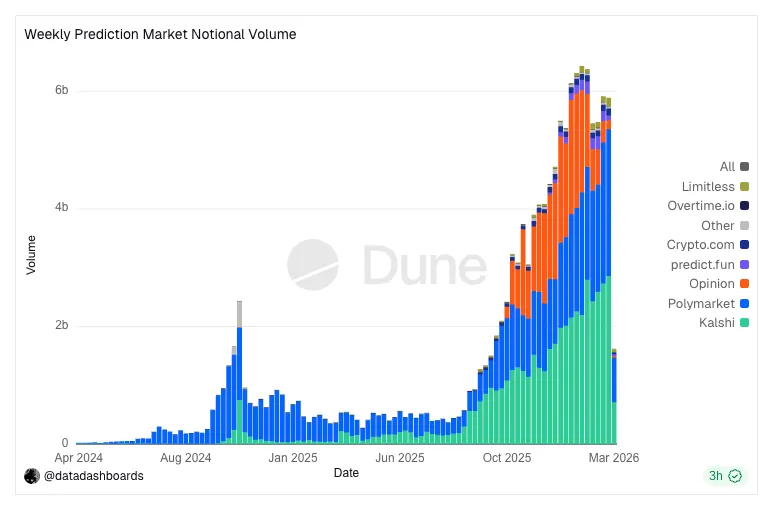 Weekly Prediction Market Notional Volume
6b
4b
2b
0
Volume
Dune
Apr 2024
Aug 2024
Jan 2025
Jun 2025
Oct 2025
Mar 2026
Date
All
Limitless
Overtime.io
Other
Crypto.com
predict.fun
Opinion
Polymarket
Kalshi
@datadashboards
3h